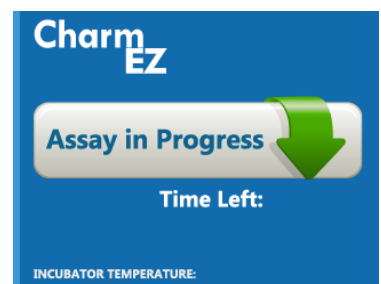 Charm
EZ
Assay in Progress
Time Left:
INCUBATOR TEMPERATURE: